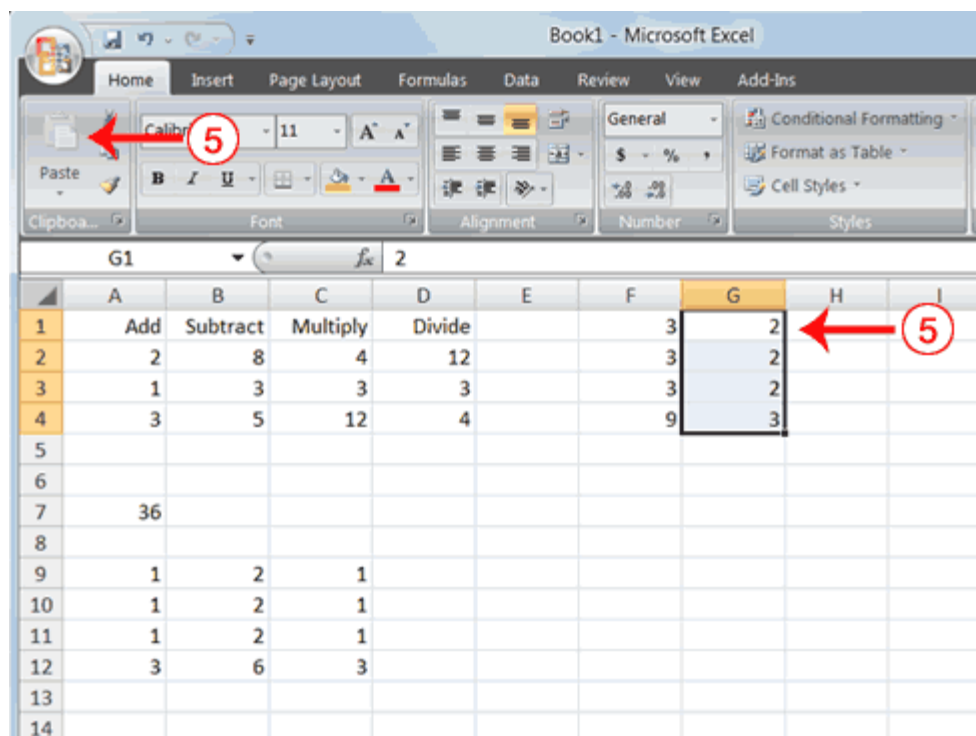 Book1 - Microsoft Excel
Home Insert Page Layout Formulas Data Review View Add-Ins
5 11 A A General Conditional Formatting
$ % , Format as Table
Paste B I U A Cell Styles
Clipboa... Font Alignment Number Styles
G1 fx 2
A B C D E F G H I
1 Add Subtract Multiply Divide 3 2 5
2 2 8 4 12 3 2
3 1 3 3 3 3 2
4 3 5 12 4 9 3
5
6
7 36
8
9 1 2 1
10 1 2 1
11 1 2 1
12 3 6 3
13
14